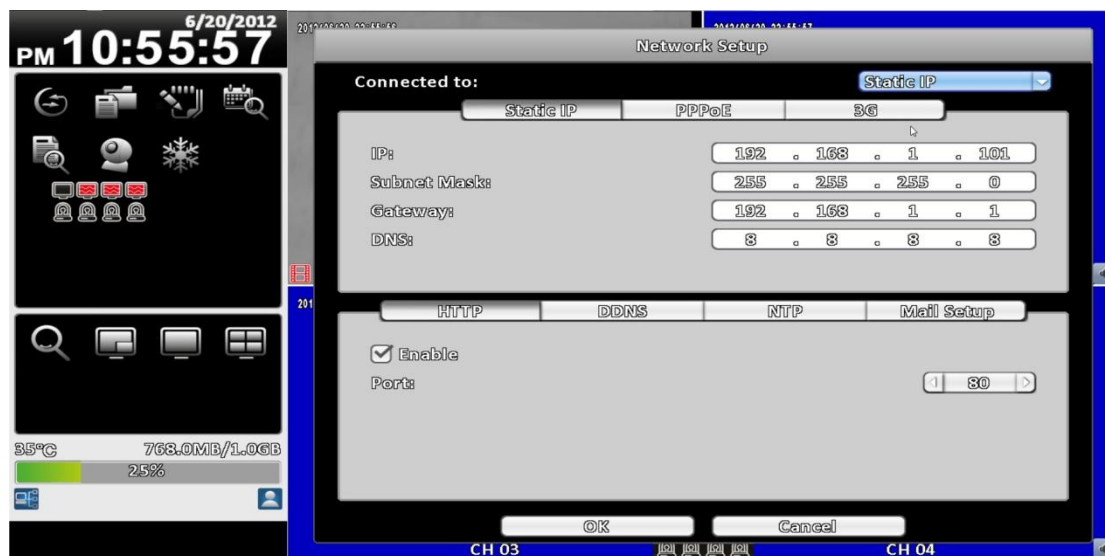 6/20/2012
PM 10:55:57
Network Setup
Connected to:
Static IP
Static IP
PPPoE
3G
IP:
192 . 168 . 1 . 101
Subnet Mask:
255 . 255 . 255 . 0
Gateway:
192 . 168 . 1 . 1
DNS:
8 . 8 . 8 . 8
HTTP
DDNS
NTP
Mail Setup
Enable
Port:
80
OK
Cancel
35°C
768.0MB/1.0GB
25%
201
CH 03
CH 04